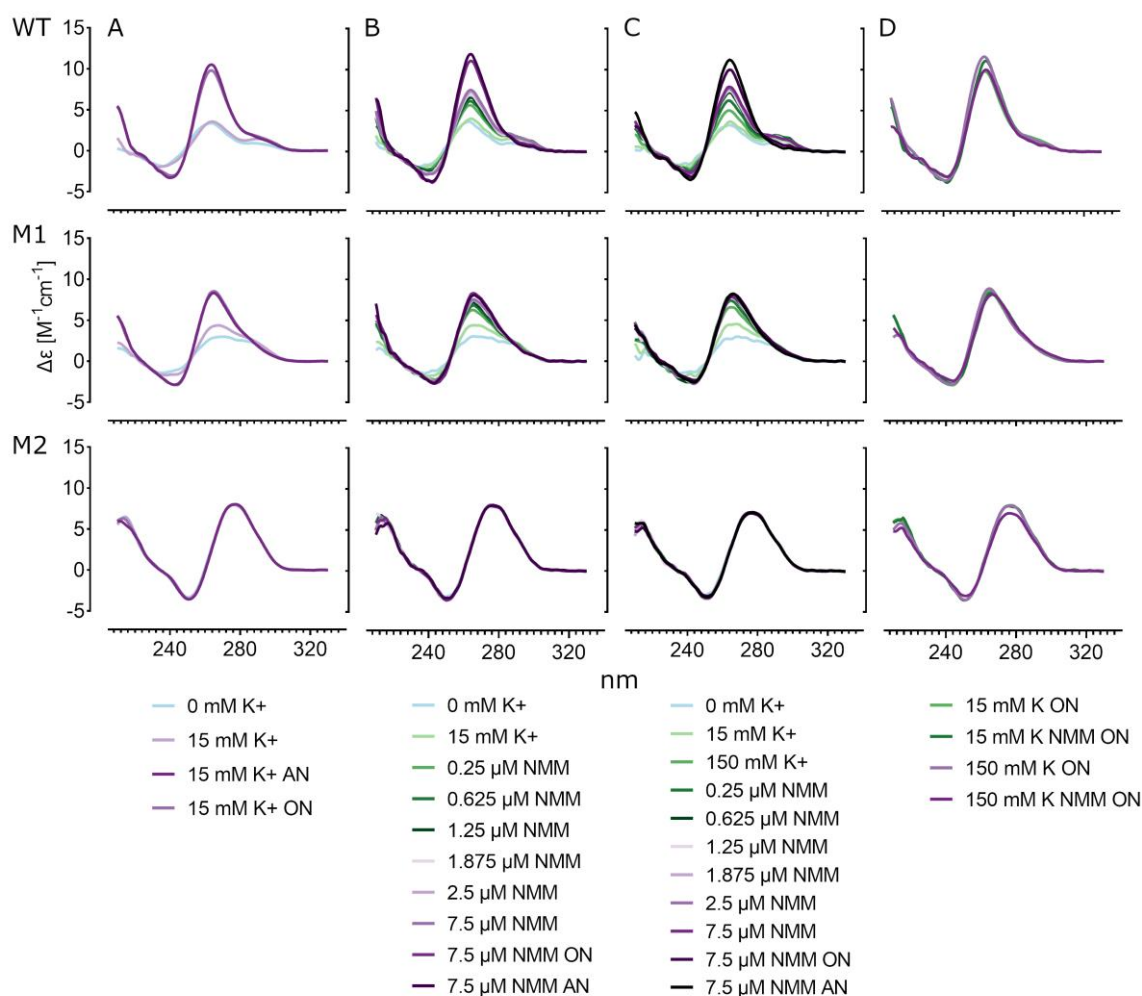 WT A B C D
15
10
5
0
-5
M1
15
10
5
0
-5
Δε [M⁻¹cm⁻¹]
M2
15
10
5
0
-5
240 280 320 240 280 320 240 280 320 240 280 320
nm
0 mM K+
15 mM K+
15 mM K+ AN
15 mM K+ ON
0 mM K+
15 mM K+
0.25 µM NMM
0.625 µM NMM
1.25 µM NMM
1.875 µM NMM
2.5 µM NMM
7.5 µM NMM
7.5 µM NMM ON
7.5 µM NMM AN
0 mM K+
15 mM K+
150 mM K+
0.25 µM NMM
0.625 µM NMM
1.25 µM NMM
1.875 µM NMM
2.5 µM NMM
7.5 µM NMM
7.5 µM NMM ON
7.5 µM NMM AN
15 mM K ON
15 mM K NMM ON
150 mM K ON
150 mM K NMM ON